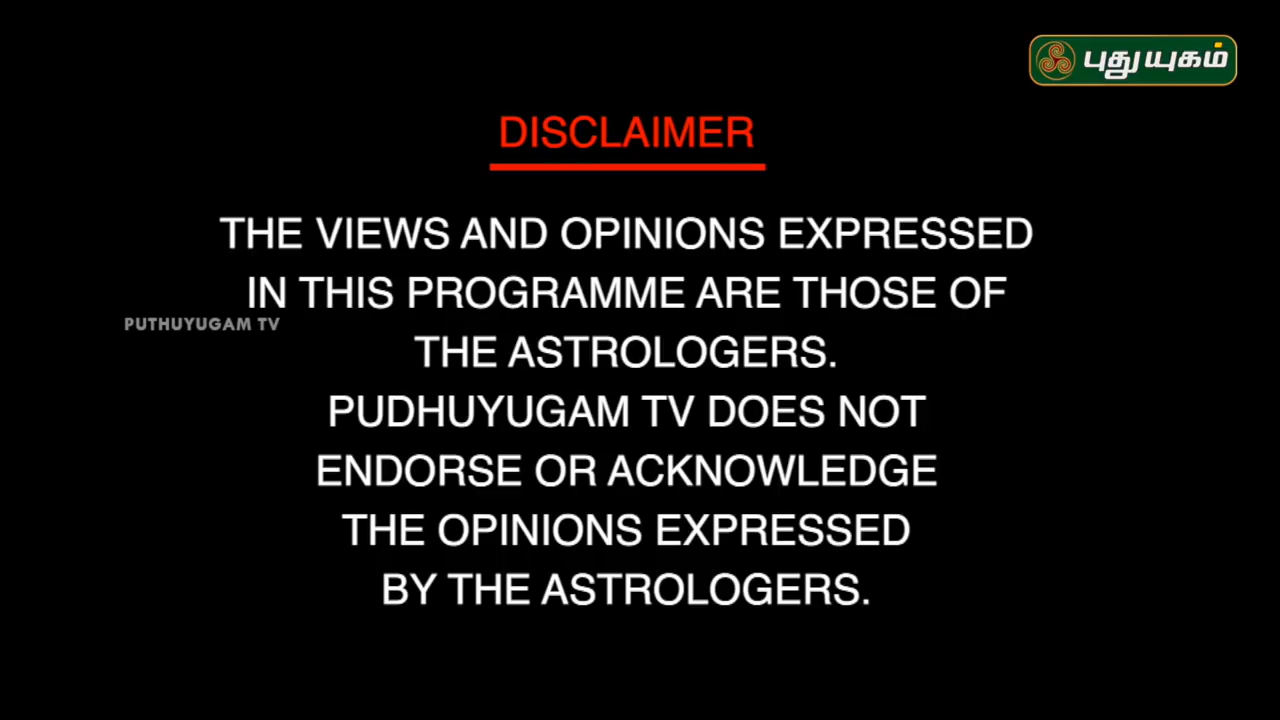 புதுயுகம்
DISCLAIMER
THE VIEWS AND OPINIONS EXPRESSED
IN THIS PROGRAMME ARE THOSE OF
PUTHUYUGAM TV
THE ASTROLOGERS.
PUDHUYUGAM TV DOES NOT
ENDORSE OR ACKNOWLEDGE
THE OPINIONS EXPRESSED
BY THE ASTROLOGERS.